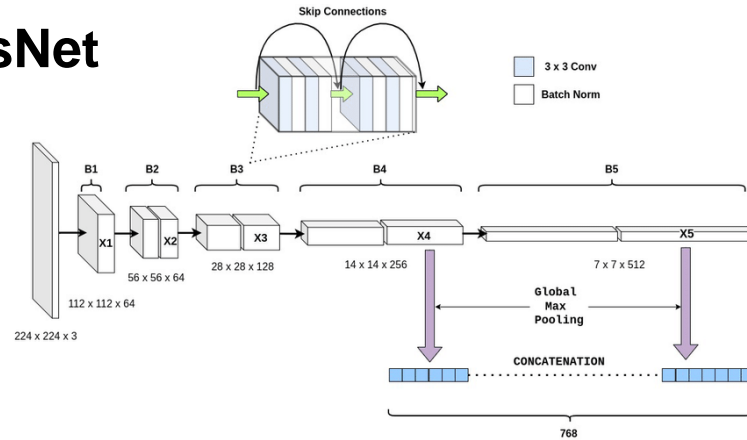 sNet
Skip Connections
3 x 3 Conv
Batch Norm
B1
B2
B3
B4
B5
X1
X2
X3
X4
X5
224 x 224 x 3
112 x 112 x 64
56 x 56 x 64
28 x 28 x 128
14 x 14 x 256
7 x 7 x 512
Global
Max
Pooling
CONCATENATION
768